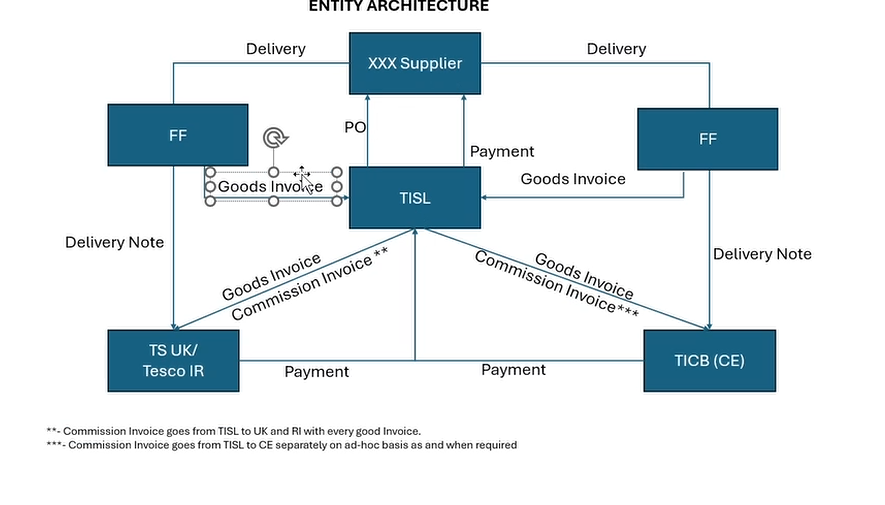 ENTITY ARCHITECTURE
Delivery
XXX Supplier
Delivery
FF
PO
Payment
FF
Goods Invoice
TISL
Goods Invoice
Delivery Note
Goods Invoice
Commission Invoice **
Goods Invoice
Commission Invoice***
Delivery Note
TS UK/
Tesco IR
Payment
Payment
TICB (CE)
**- Commission Invoice goes from TISL to UK and RI with every good Invoice.
***- Commission Invoice goes from TISL to CE separately on ad-hoc basis as and when required